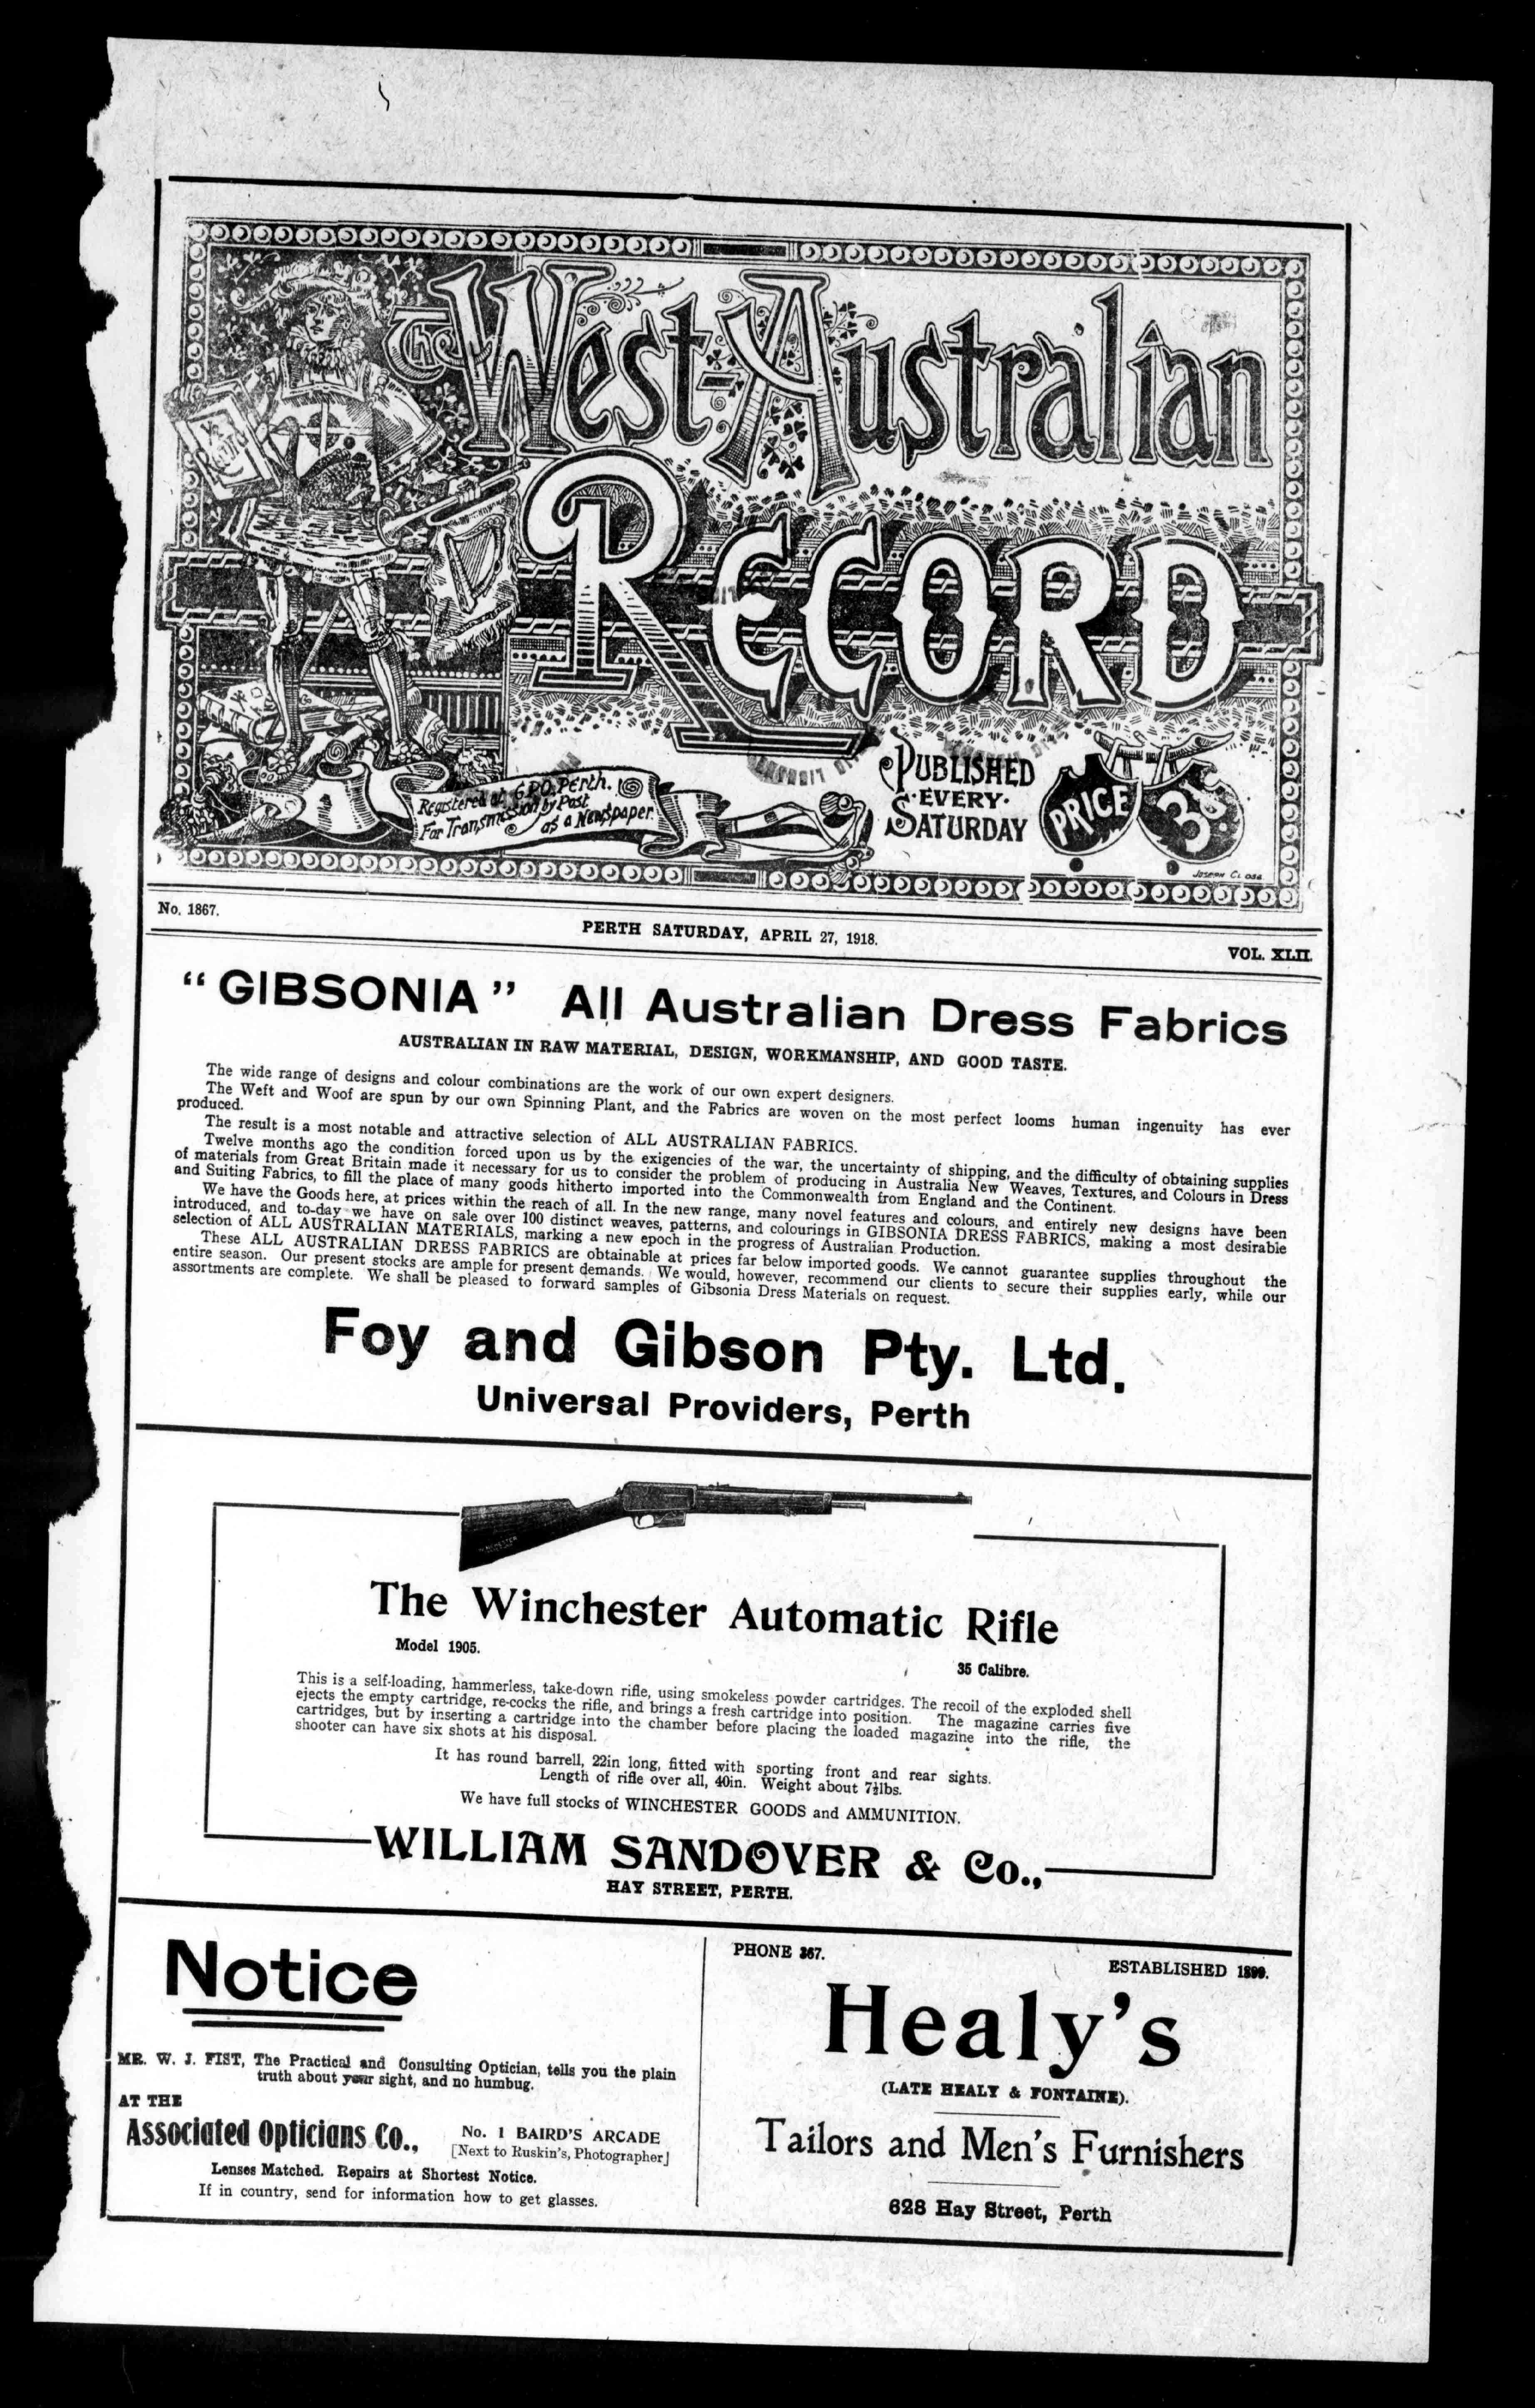 The West-Australian
RECORD
Registered at G.P.O. Perth.
For Transmission by Post
as a Newspaper.
PUBLISHED
EVERY
SATURDAY
PRICE
3D
JOSEPH CLOSE
No. 1867.
PERTH SATURDAY, APRIL 27, 1918.
VOL. XLII.
"GIBSONIA" All Australian Dress Fabrics
AUSTRALIAN IN RAW MATERIAL, DESIGN, WORKMANSHIP, AND GOOD TASTE.
The wide range of designs and colour combinations are the work of our own expert designers.
The Weft and Woof are spun by our own Spinning Plant, and the Fabrics are woven on the most perfect looms human ingenuity has ever
produced.
The result is a most notable and attractive selection of ALL AUSTRALIAN FABRICS.
Twelve months ago the condition forced upon us by the exigencies of the war, the uncertainty of shipping, and the difficulty of obtaining supplies
of materials from Great Britain made it necessary for us to consider the problem of producing in Australia New Weaves, Textures, and Colours in Dress
and Suiting Fabrics, to fill the place of many goods hitherto imported into the Commonwealth from England and the Continent.
We have the Goods here, at prices within the reach of all. In the new range, many novel features and colours, and entirely new designs have been
introduced, and to-day we have on sale over 100 distinct weaves, patterns, and colourings in GIBSONIA DRESS FABRICS, making a most desirable
selection of ALL AUSTRALIAN MATERIALS, marking a new epoch in the progress of Australian Production.
These ALL AUSTRALIAN DRESS FABRICS are obtainable at prices far below imported goods. We cannot guarantee supplies throughout the
entire season. Our present stocks are ample for present demands. We would, however, recommend our clients to secure their supplies early, while our
assortments are complete. We shall be pleased to forward samples of Gibsonia Dress Materials on request.
Foy and Gibson Pty. Ltd.
Universal Providers, Perth
The Winchester Automatic Rifle
Model 1905.
35 Calibre.
This is a self-loading, hammerless, take-down rifle, using smokeless powder cartridges. The recoil of the exploded shell
ejects the empty cartridge, re-cocks the rifle, and brings a fresh cartridge into position. The magazine carries five
cartridges, but by inserting a cartridge into the chamber before placing the loaded magazine into the rifle, the
shooter can have six shots at his disposal.
It has round barrell, 22in long, fitted with sporting front and rear sights.
Length of rifle over all, 40in. Weight about 7½lbs.
We have full stocks of WINCHESTER GOODS and AMMUNITION.
WILLIAM SANDOVER & Co.,
HAY STREET, PERTH.
Notice
MR. W. J. FIST, The Practical and Consulting Optician, tells you the plain
truth about your sight, and no humbug.
AT THE
Associated Opticians Co.,
No. 1 BAIRD'S ARCADE
[Next to Ruskin's, Photographer]
Lenses Matched. Repairs at Shortest Notice.
If in country, send for information how to get glasses.
PHONE 367.
ESTABLISHED 1899.
Healy's
(LATE HEALY & FONTAINE).
Tailors and Men's Furnishers
628 Hay Street, Perth